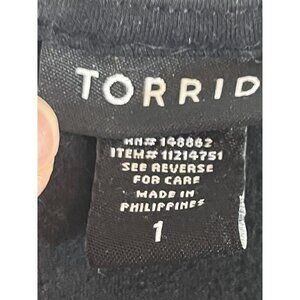 TORRID
RN# 148862
ITEM# 11214751
SEE REVERSE
FOR CARE
MADE IN
PHILIPPINES
1